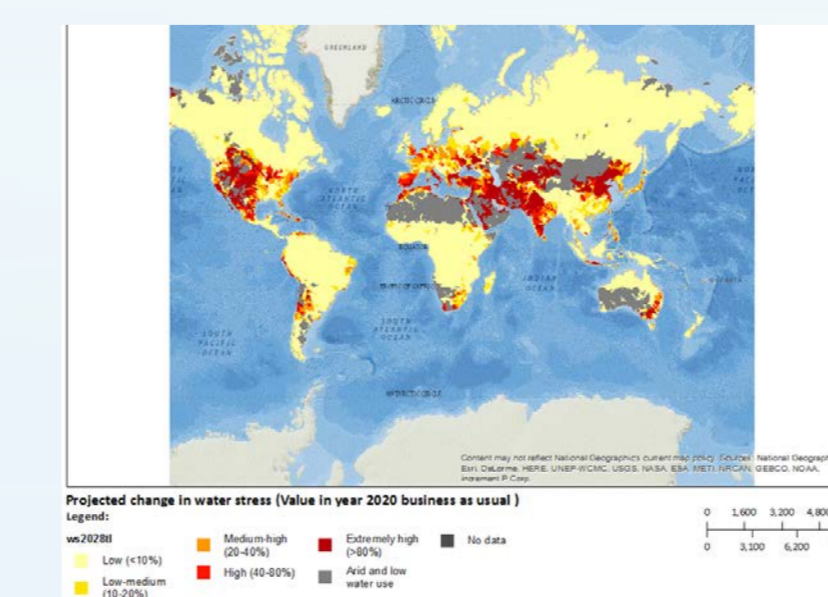 GREENLAND
ARCTIC CIRCLE
NORTH
ATLANTIC
OCEAN
EQUATOR
INDIAN
OCEAN
SOUTH
PACIFIC
OCEAN
SOUTH
ATLANTIC
OCEAN
ANTARCTIC CIRCLE
Content may not reflect National Geographic's current map policy. Sources: National Geograph
Esri, DeLorme, HERE, UNEP-WCMC, USGS, NASA, ESA, METI, NRCAN, GEBCO, NOAA,
increment P Corp.
Projected change in water stress (Value in year 2020 business as usual )
Legend:
ws2028tl
Low (<10%)
Low-medium
(10-20%)
Medium-high
(20-40%)
High (40-80%)
Extremely high
(>80%)
Arid and low
water use
No data
0 1,600 3,200 4,800
0 3,100 6,200